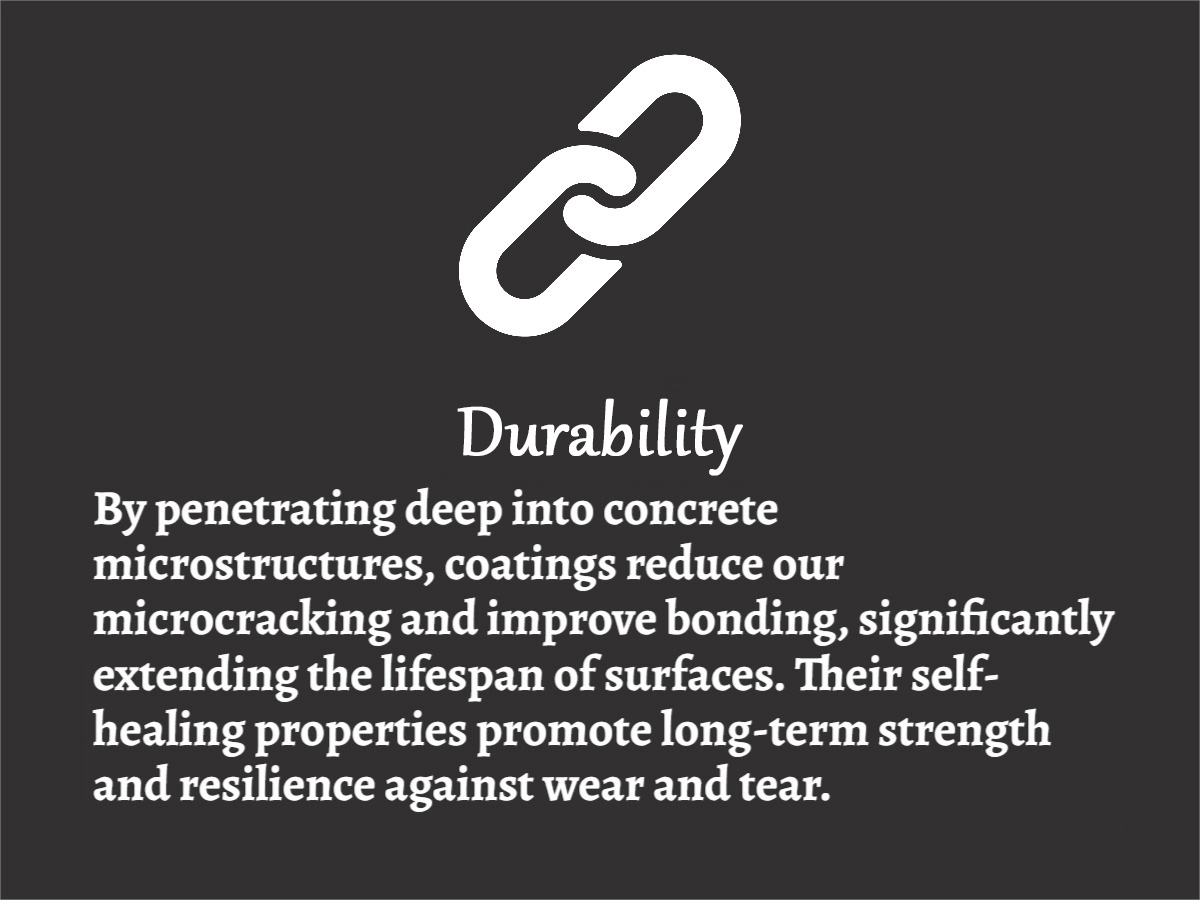 Durability
By penetrating deep into concrete
microstructures, coatings reduce our
microcracking and improve bonding, significantly
extending the lifespan of surfaces. Their self-
healing properties promote long-term strength
and resilience against wear and tear.